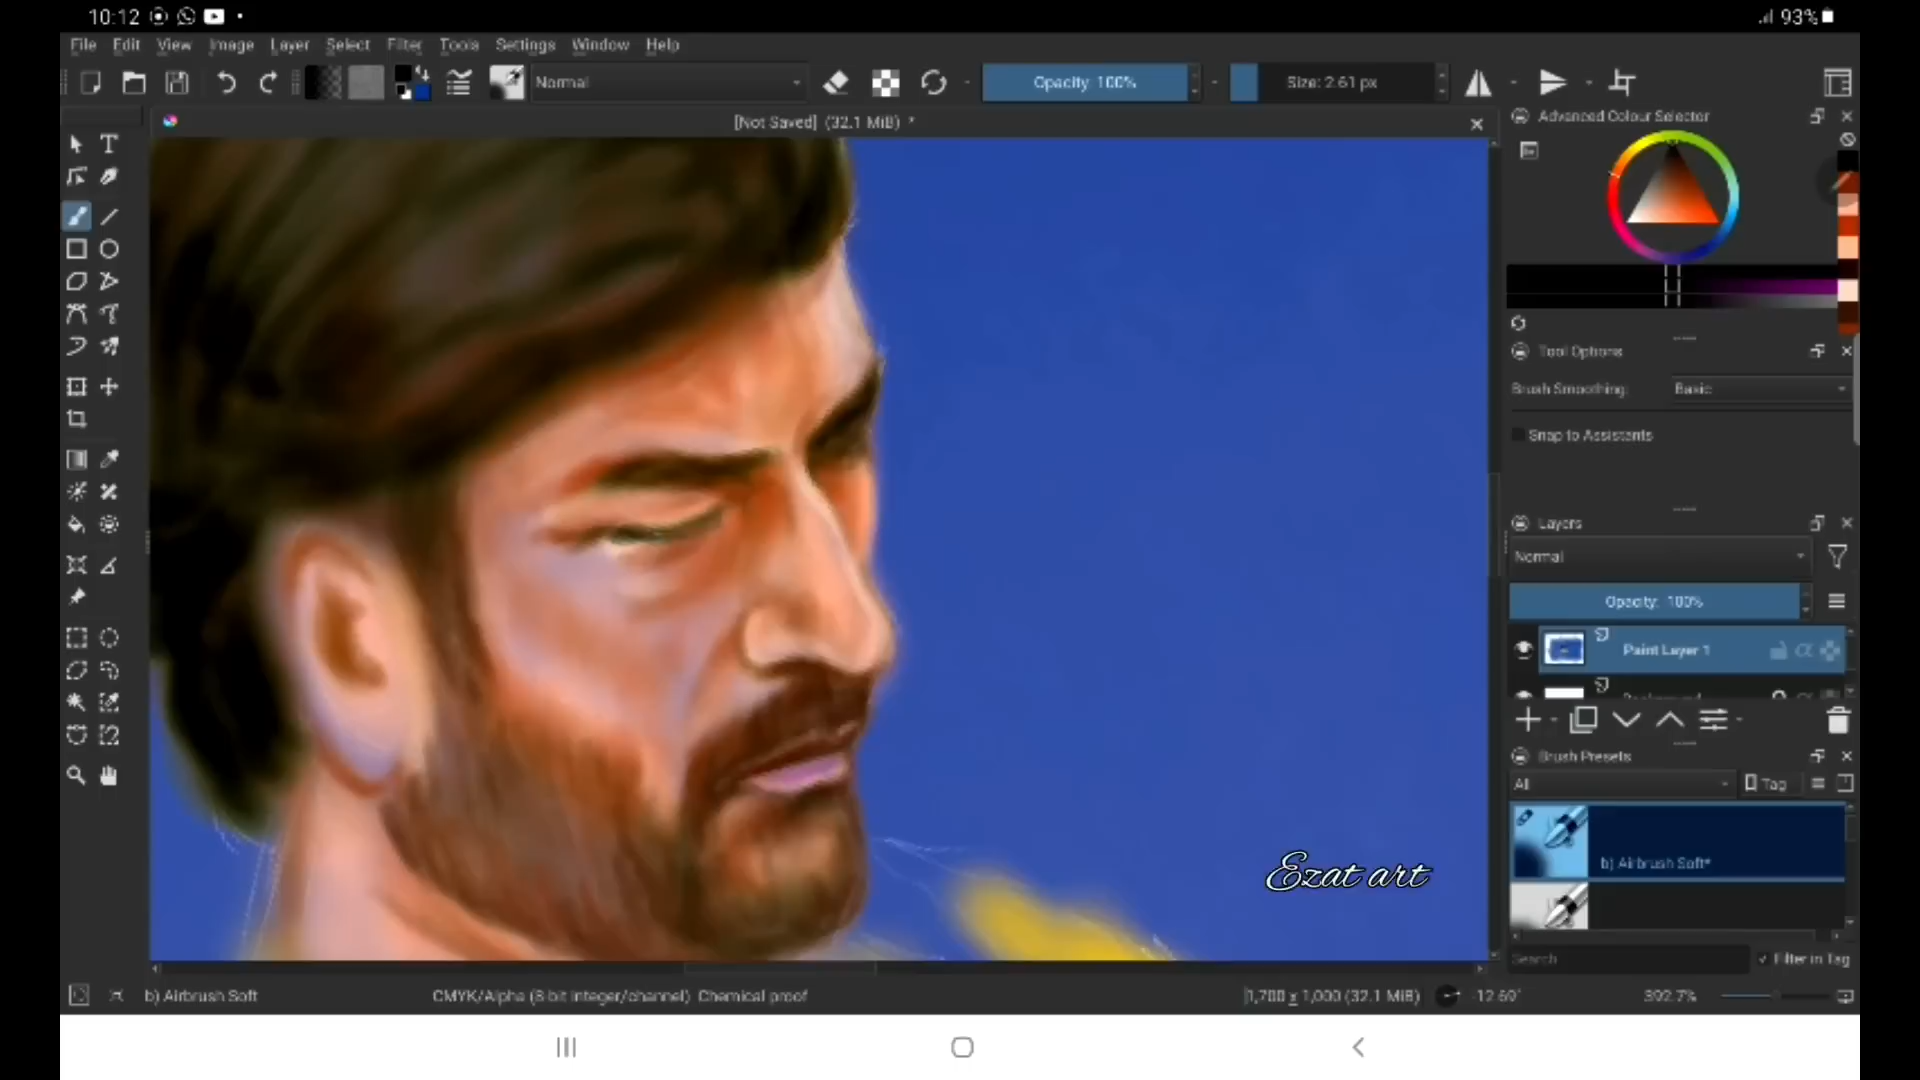 10:12
93%
File Edit View Image Layer Select Filter Tools Settings Window Help
Normal
Opacity 100%
Size: 2.61 px
[Not Saved] (32.1 MiB) *
Advanced Colour Selector
Tool Options
Brush Smoothing: Basic
Snap to Assistants
Layers
Normal
Opacity: 100%
Paint Layer 1
Brush Presets
All
Tag
b) Airbrush Soft*
Ezat art
Search
Filter in Tag
b) Airbrush Soft
CMYK/Alpha (8 bit integer/channel) Chemical proof
1,700 x 1,000 (32.1 MiB)
-12.60°
392.7%